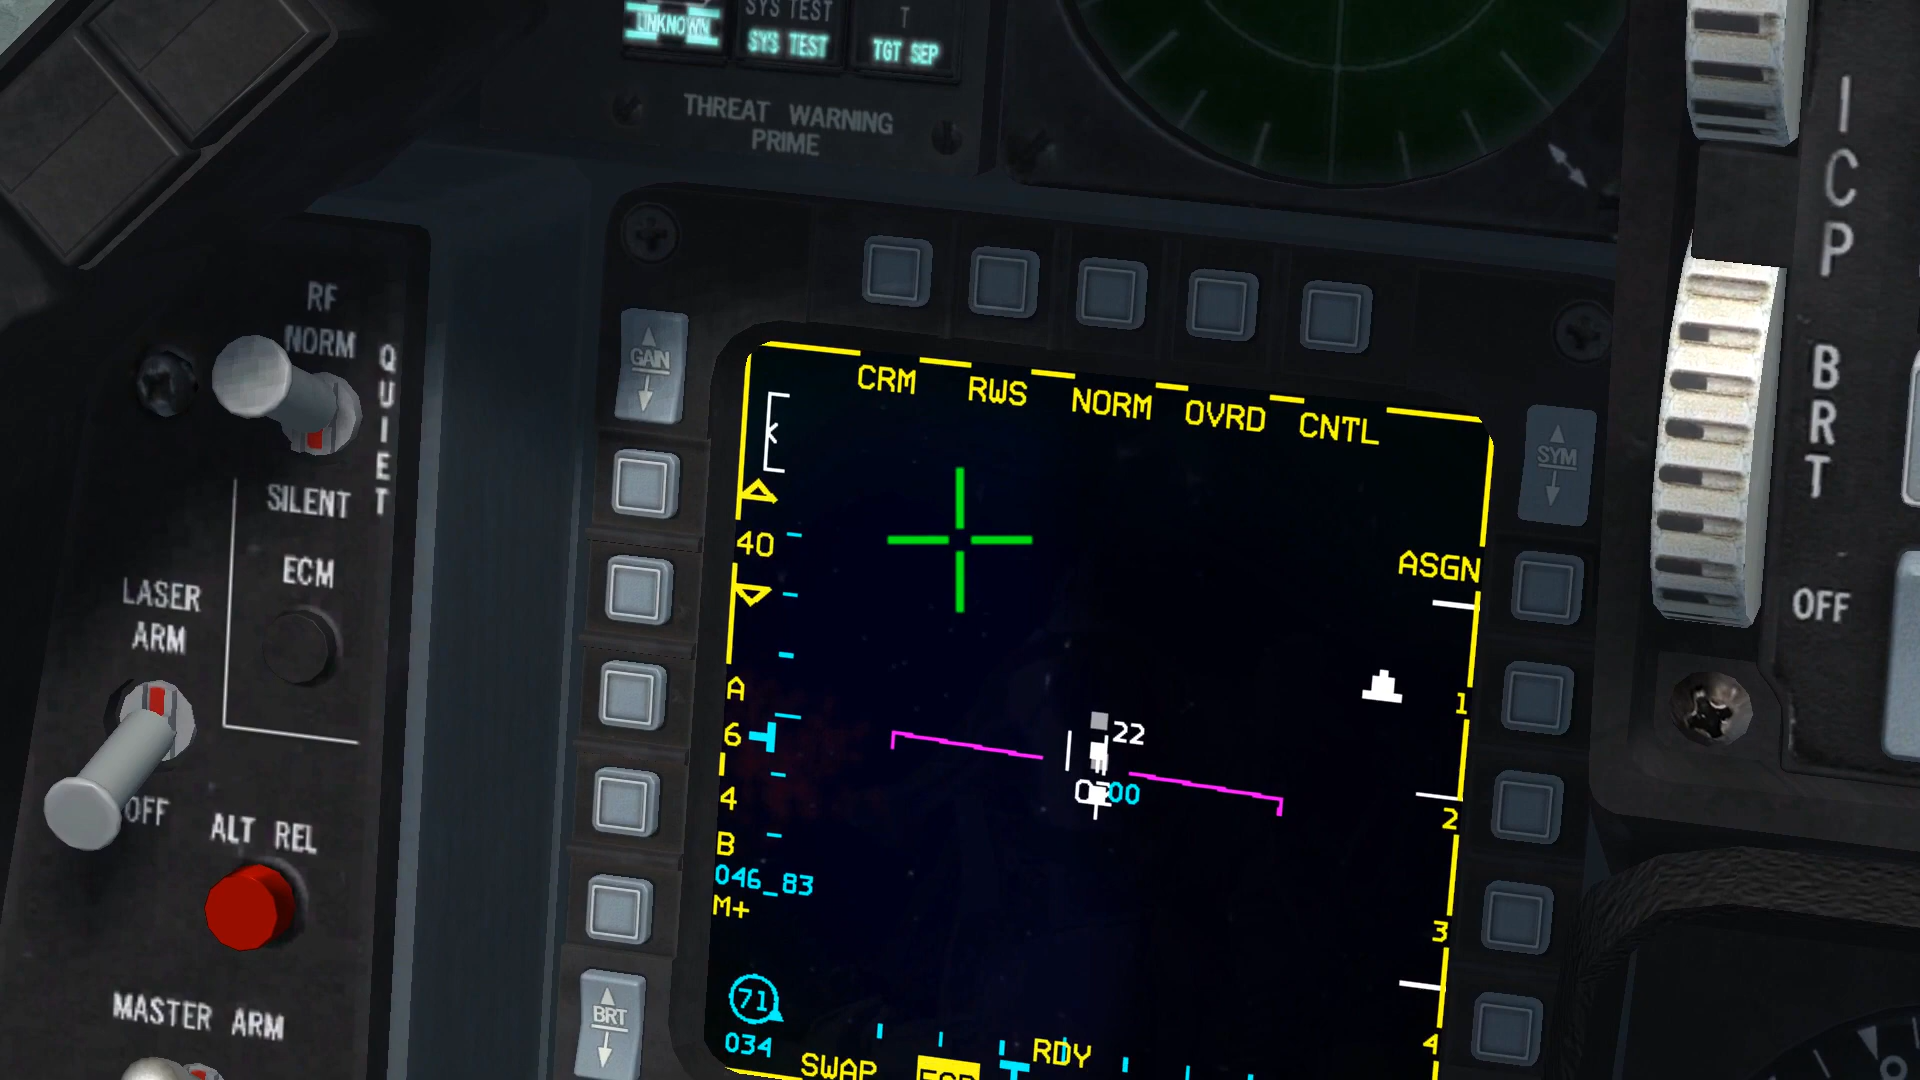 UNKNOWN
SYS TEST
SYS TEST
T
TGT SEP
THREAT WARNING
PRIME
RF
NORM
QUIET
SILENT
ECM
LASER
ARM
OFF
ALT REL
MASTER ARM
GAIN
SYM
BRT
ICP
BRT
OFF
CRM RWS NORM OVRD CNTL
40
ASGN
A
6
4
B
046_83
M+
22
00
1
2
3
4
71
034
SWAP
RDY